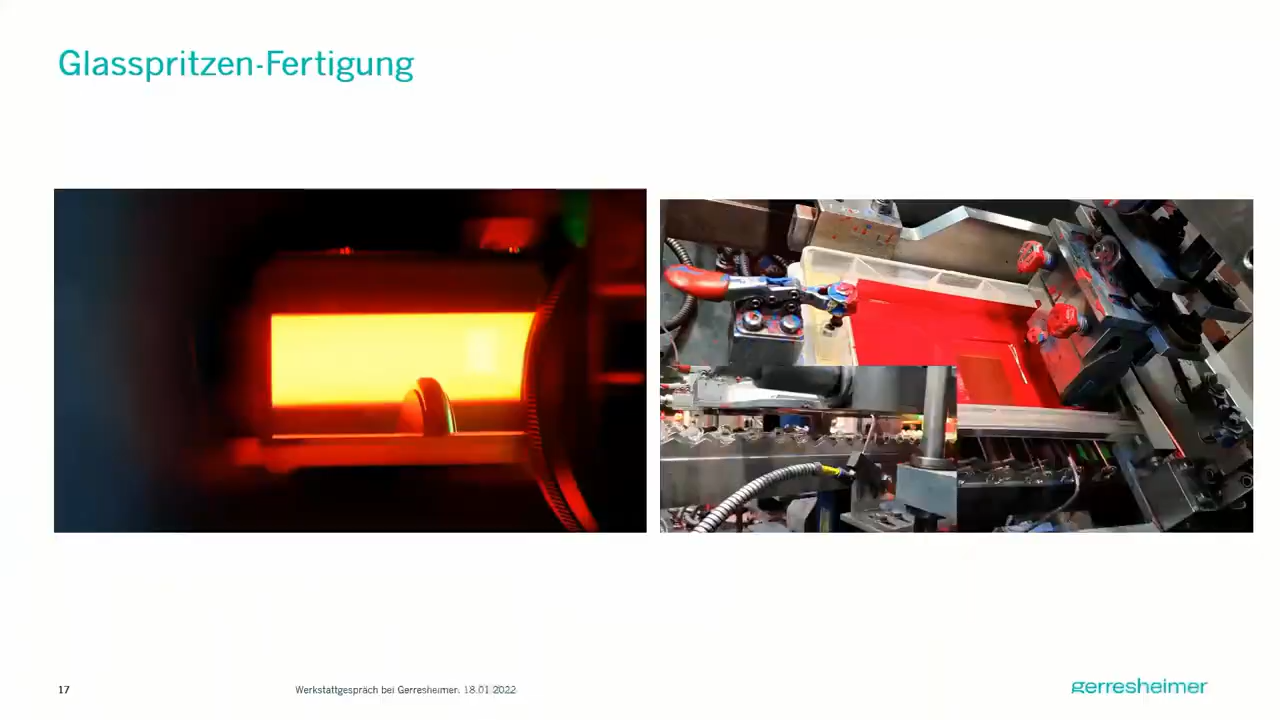 Glasspritzen-Fertigung
17
Werkstattgespräch bei Gerresheimer, 18.01.2022
gerresheimer